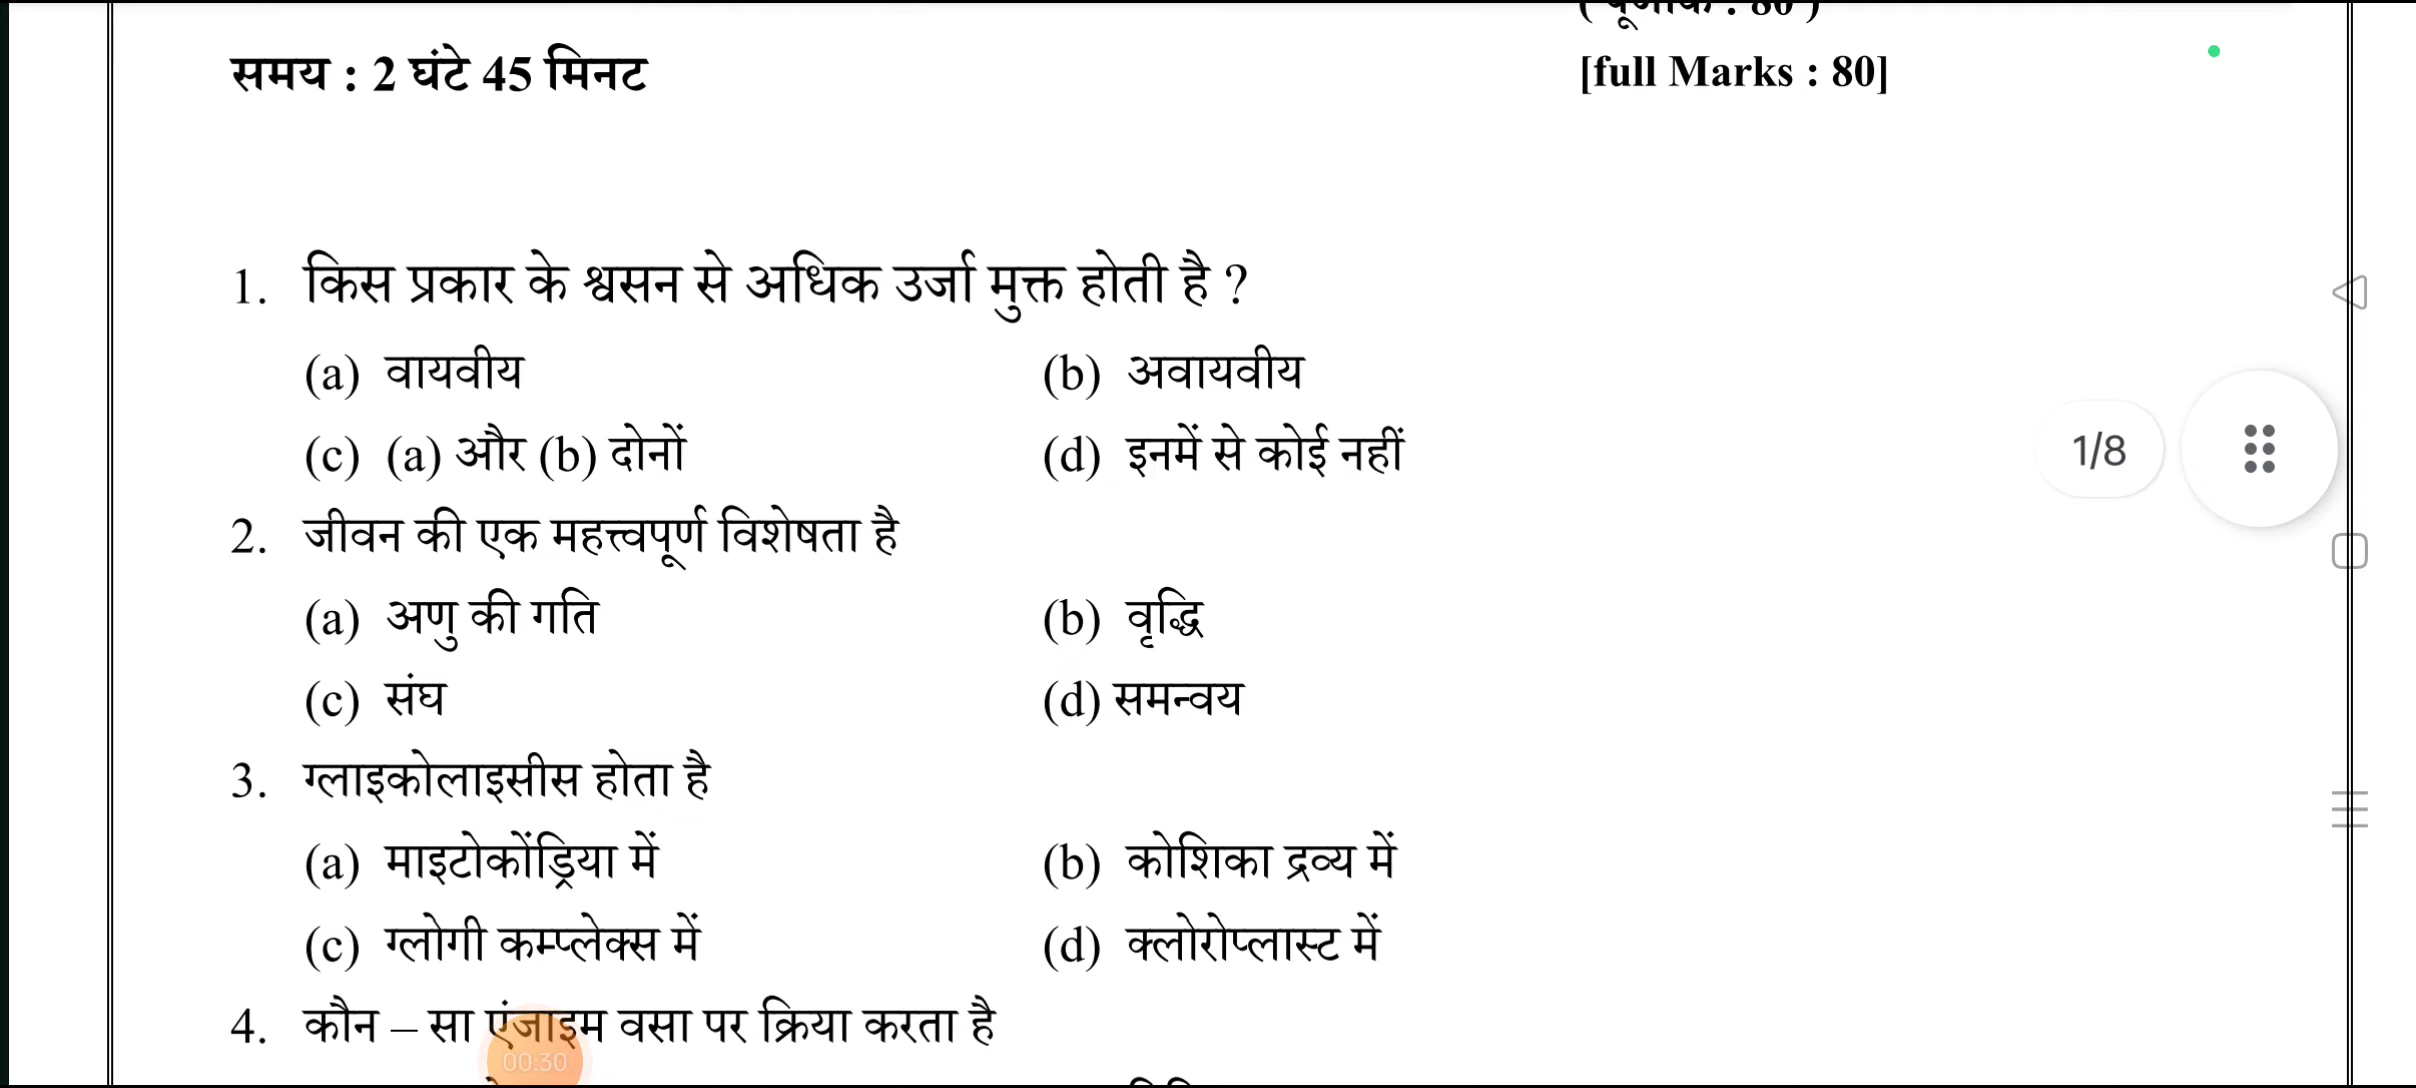 समय : 2 घंटे 45 मिनट
[full Marks : 80]
1. किस प्रकार के श्वसन से अधिक उर्जा मुक्त होती है ?
(a) वायवीय (b) अवायवीय
(c) (a) और (b) दोनों (d) इनमें से कोई नहीं
1/8
2. जीवन की एक महत्त्वपूर्ण विशेषता है
(a) अणु की गति (b) वृद्धि
(c) संघ (d) समन्वय
3. ग्लाइकोलाइसीस होता है
(a) माइटोकोंड्रिया में (b) कोशिका द्रव्य में
(c) ग्लोगी कम्प्लेक्स में (d) क्लोरोप्लास्ट में
4. कौन – सा एंजाइम वसा पर क्रिया करता है
00:30